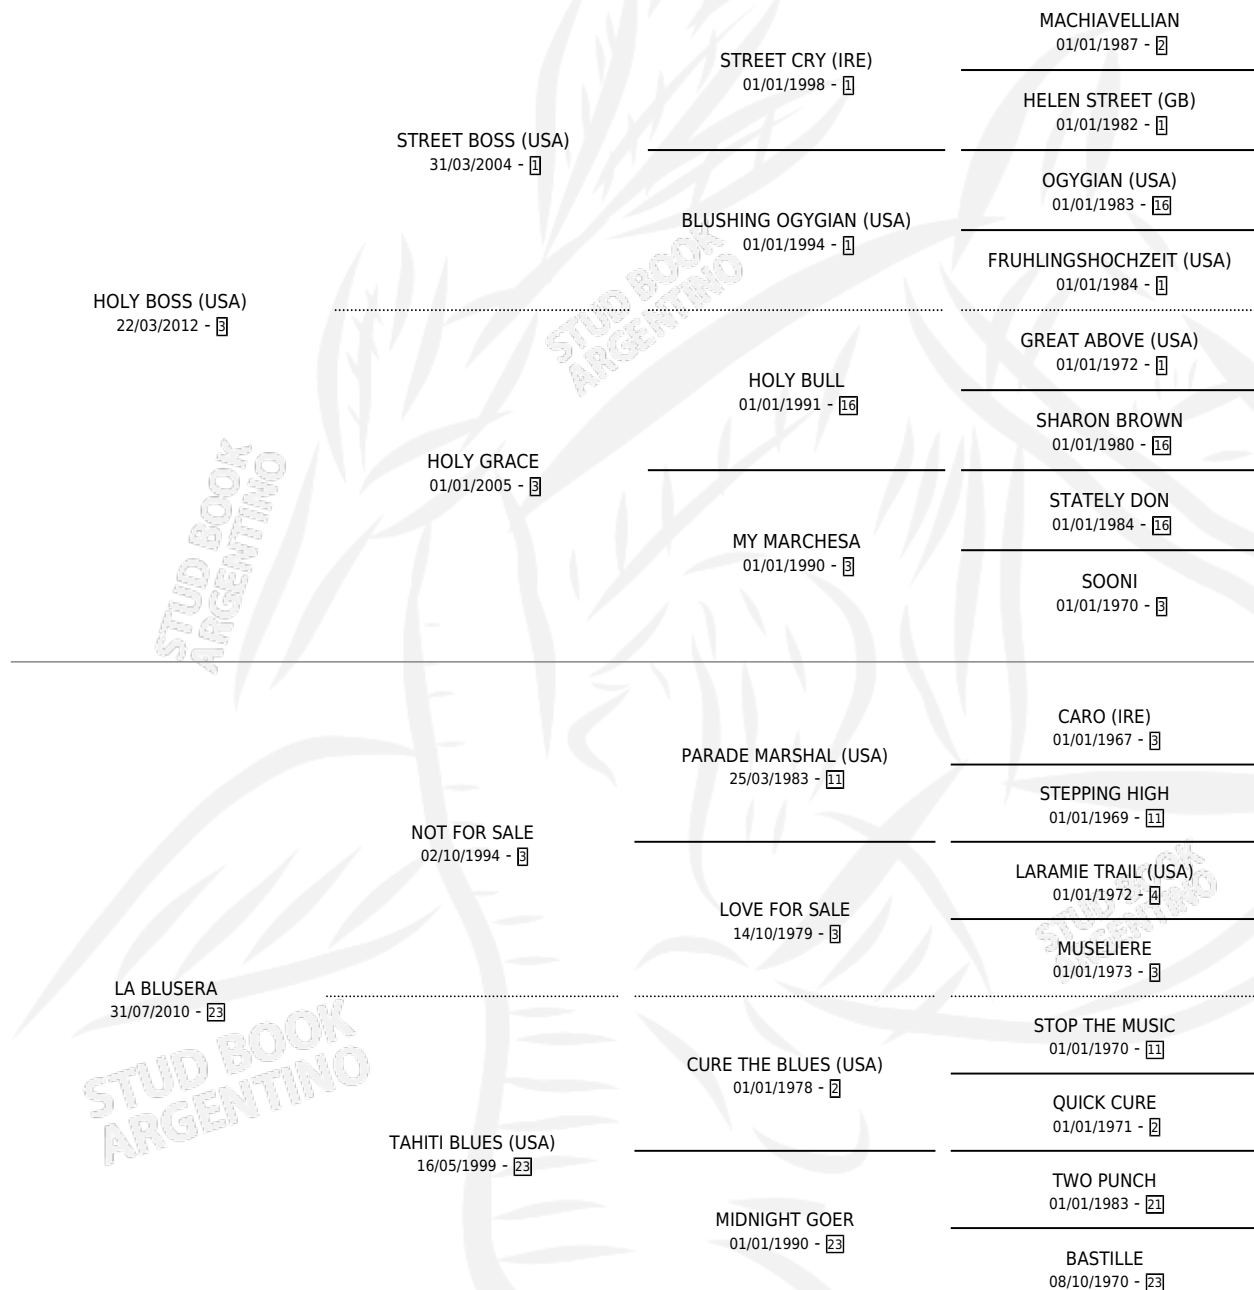 MACHIAVELLIAN
01/01/1987 - 2
STREET CRY (IRE)
01/01/1998 - 1
HELEN STREET (GB)
01/01/1982 - 1
STREET BOSS (USA)
31/03/2004 - 1
OGYGIAN (USA)
01/01/1983 - 16
BLUSHING OGYGIAN (USA)
01/01/1994 - 1
FRUHLINGSHOCHZEIT (USA)
01/01/1984 - 1
HOLY BOSS (USA)
22/03/2012 - 3
GREAT ABOVE (USA)
01/01/1972 - 1
HOLY BULL
01/01/1991 - 16
SHARON BROWN
01/01/1980 - 16
HOLY GRACE
01/01/2005 - 3
STATELY DON
01/01/1984 - 16
MY MARCHESA
01/01/1990 - 3
SOONI
01/01/1970 - 3
CARO (IRE)
01/01/1967 - 3
PARADE MARSHAL (USA)
25/03/1983 - 11
STEPPING HIGH
01/01/1969 - 11
NOT FOR SALE
02/10/1994 - 3
LARAMIE TRAIL (USA)
01/01/1972 - 4
LOVE FOR SALE
14/10/1979 - 3
MUSELIERE
01/01/1973 - 3
LA BLUSERA
31/07/2010 - 23
STOP THE MUSIC
01/01/1970 - 11
CURE THE BLUES (USA)
01/01/1978 - 2
QUICK CURE
01/01/1971 - 2
TAHITI BLUES (USA)
16/05/1999 - 23
TWO PUNCH
01/01/1983 - 21
MIDNIGHT GOER
01/01/1990 - 23
BASTILLE
08/10/1970 - 23
STUD BOOK
ARGENTINO
STUD BOOK
ARGENTINO
STUD BOOK
ARGENTINO
STUD BOOK
ARGENTINO